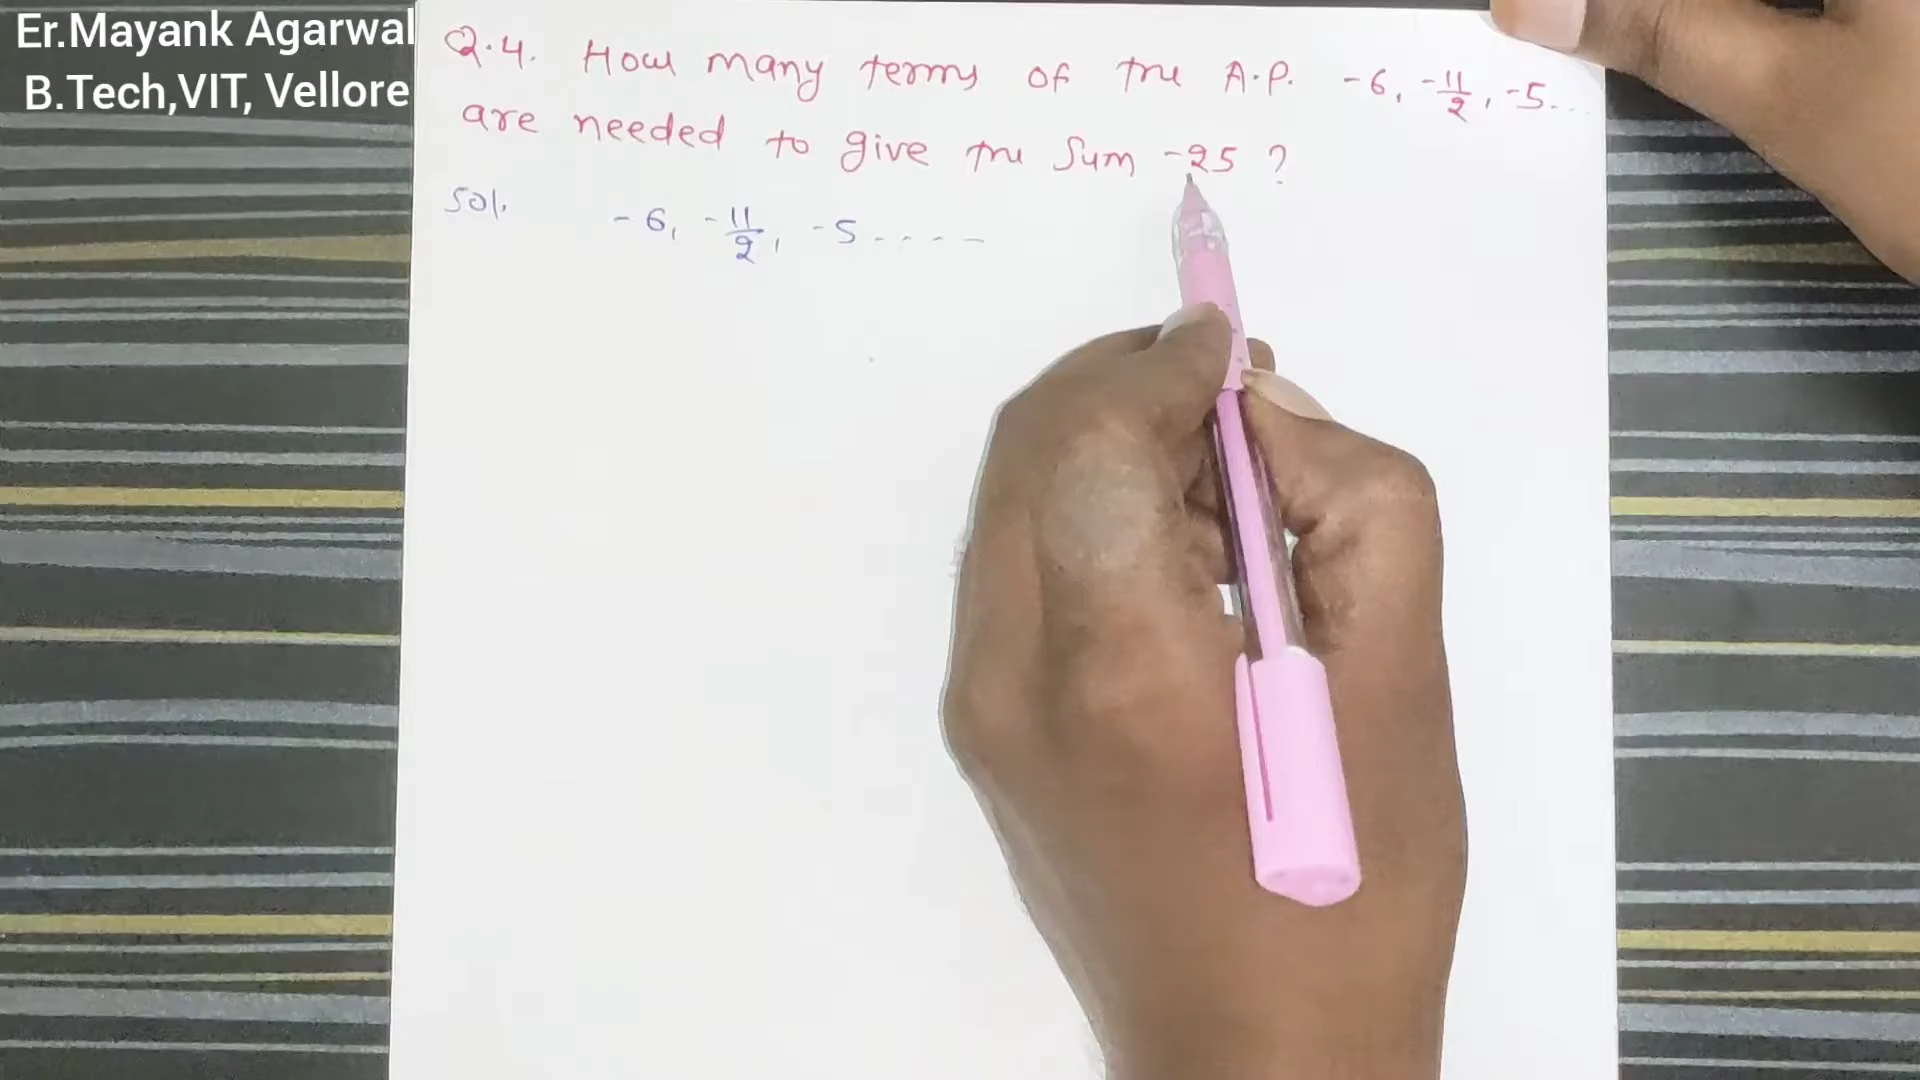 Er.Mayank Agarwal
B.Tech,VIT, Vellore
Q.4. How many terms of the A.P. -6, -11/2, -5...
are needed to give the Sum -25 ?
Sol. -6, -11/2, -5 - - - -